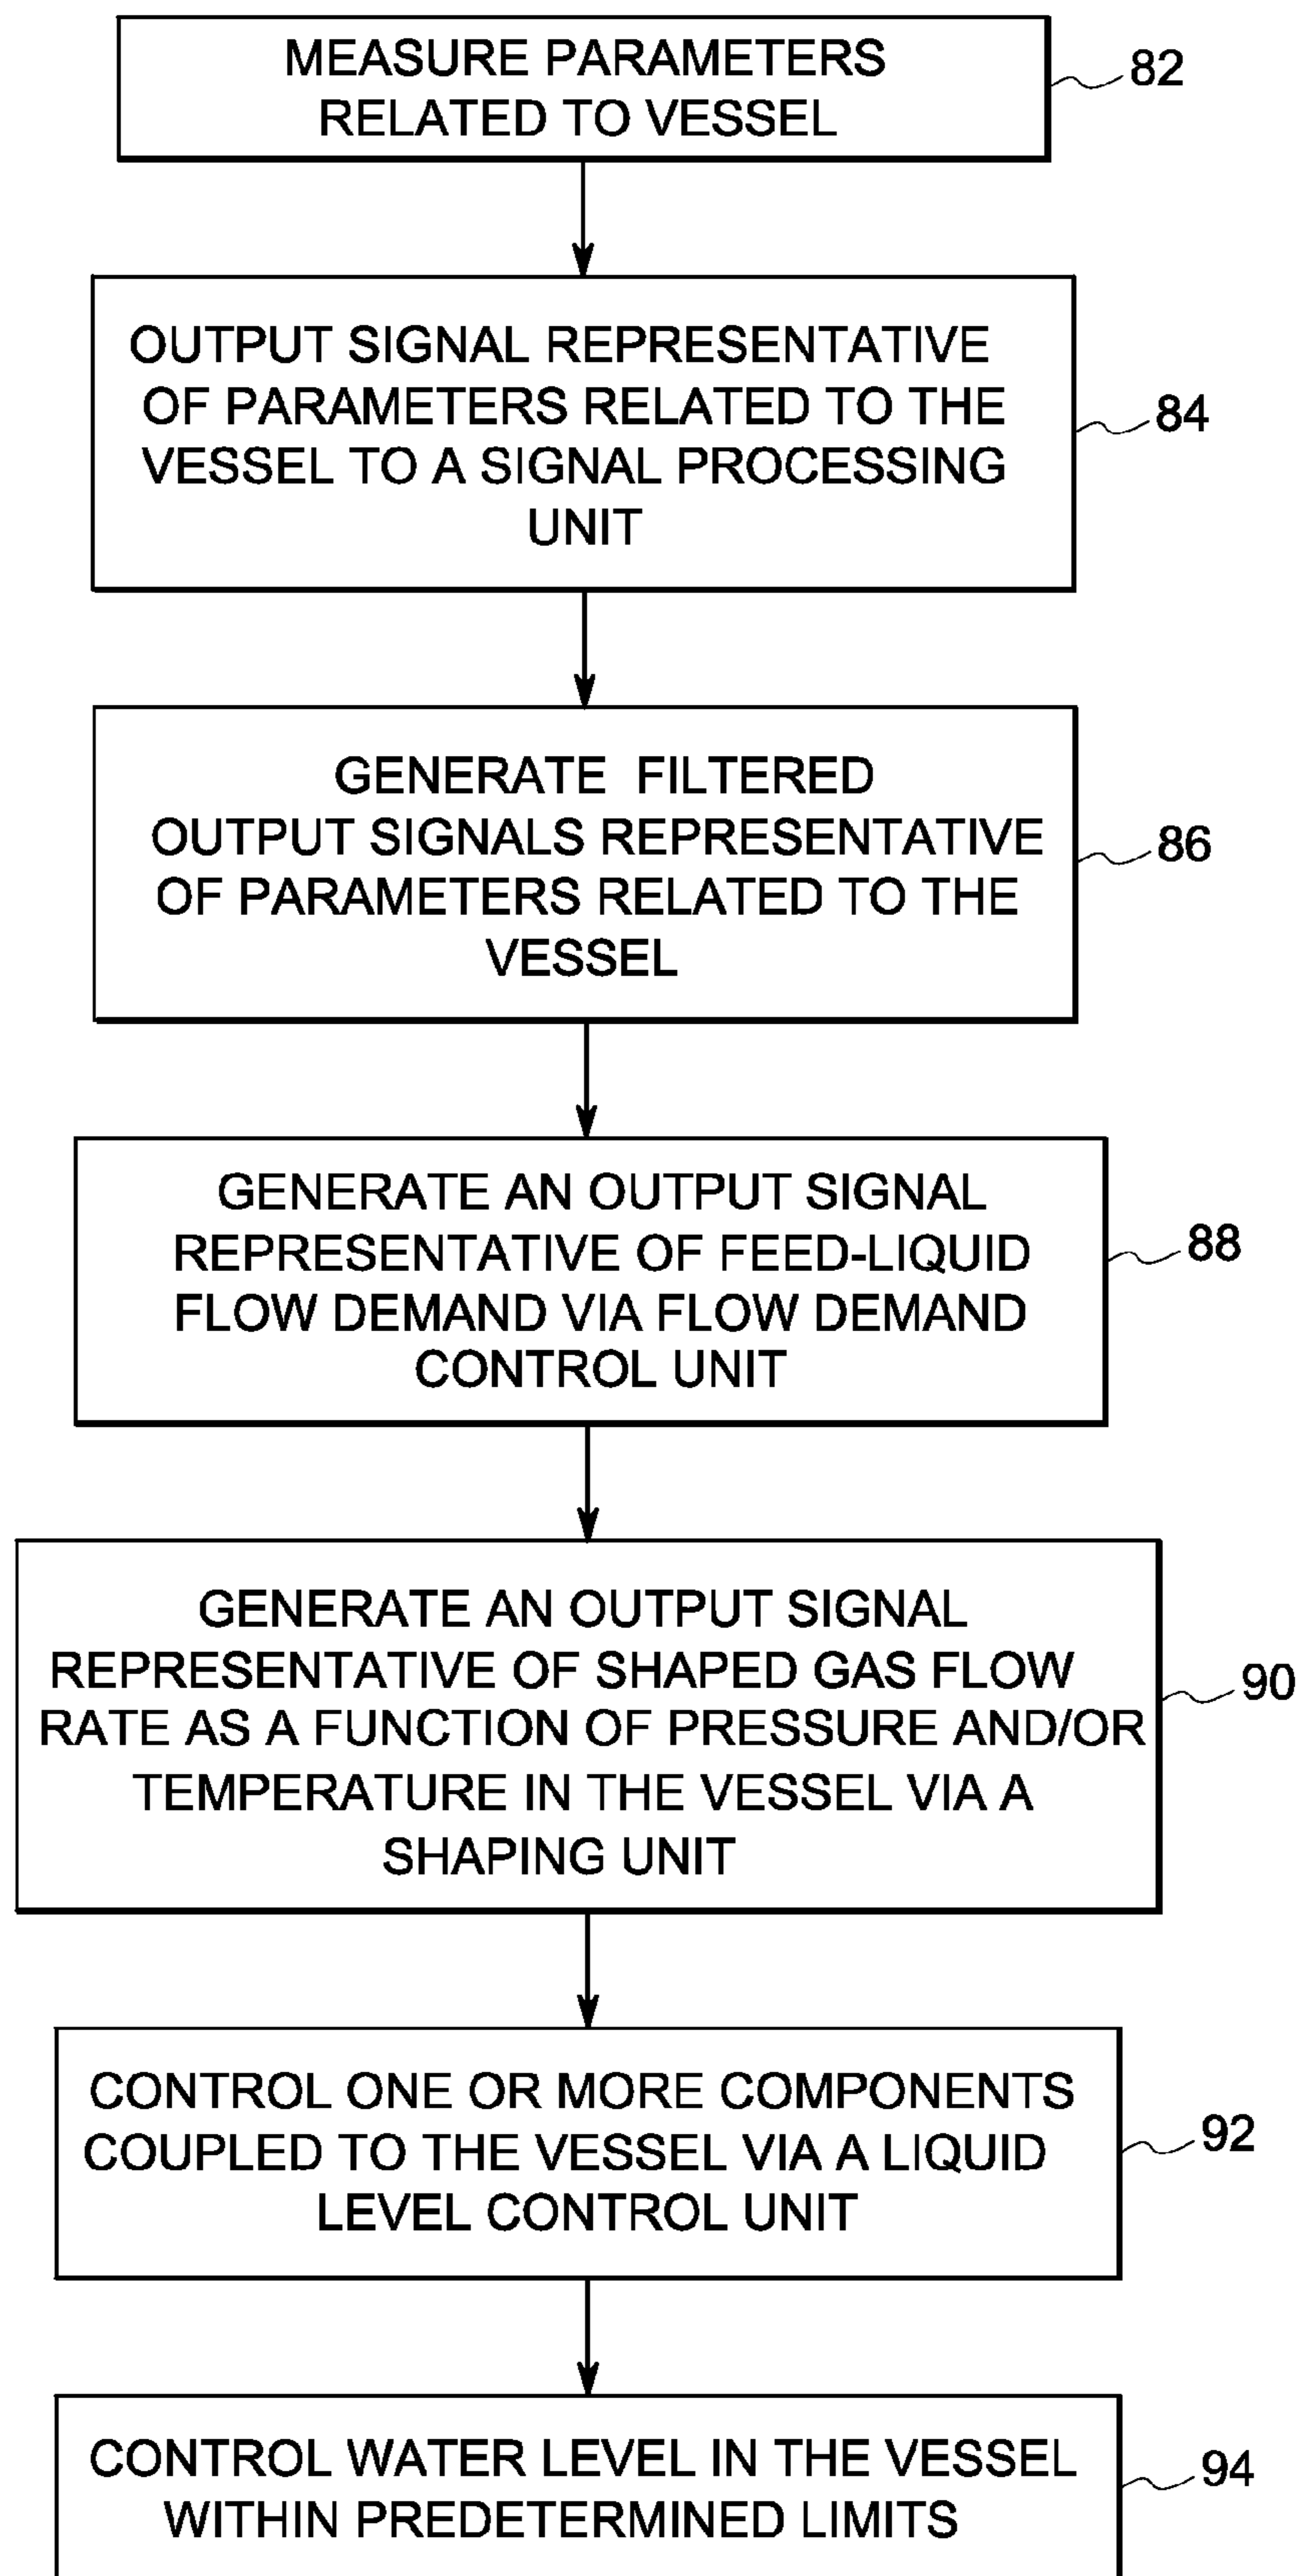 MEASURE PARAMETERS
RELATED TO VESSEL
82
OUTPUT SIGNAL REPRESENTATIVE
OF PARAMETERS RELATED TO THE
VESSEL TO A SIGNAL PROCESSING
UNIT
84
GENERATE FILTERED
OUTPUT SIGNALS REPRESENTATIVE
OF PARAMETERS RELATED TO THE
VESSEL
86
GENERATE AN OUTPUT SIGNAL
REPRESENTATIVE OF FEED-LIQUID
FLOW DEMAND VIA FLOW DEMAND
CONTROL UNIT
88
GENERATE AN OUTPUT SIGNAL
REPRESENTATIVE OF SHAPED GAS FLOW
RATE AS A FUNCTION OF PRESSURE AND/OR
TEMPERATURE IN THE VESSEL VIA A
SHAPING UNIT
90
CONTROL ONE OR MORE COMPONENTS
COUPLED TO THE VESSEL VIA A LIQUID
LEVEL CONTROL UNIT
92
CONTROL WATER LEVEL IN THE VESSEL
WITHIN PREDETERMINED LIMITS
94